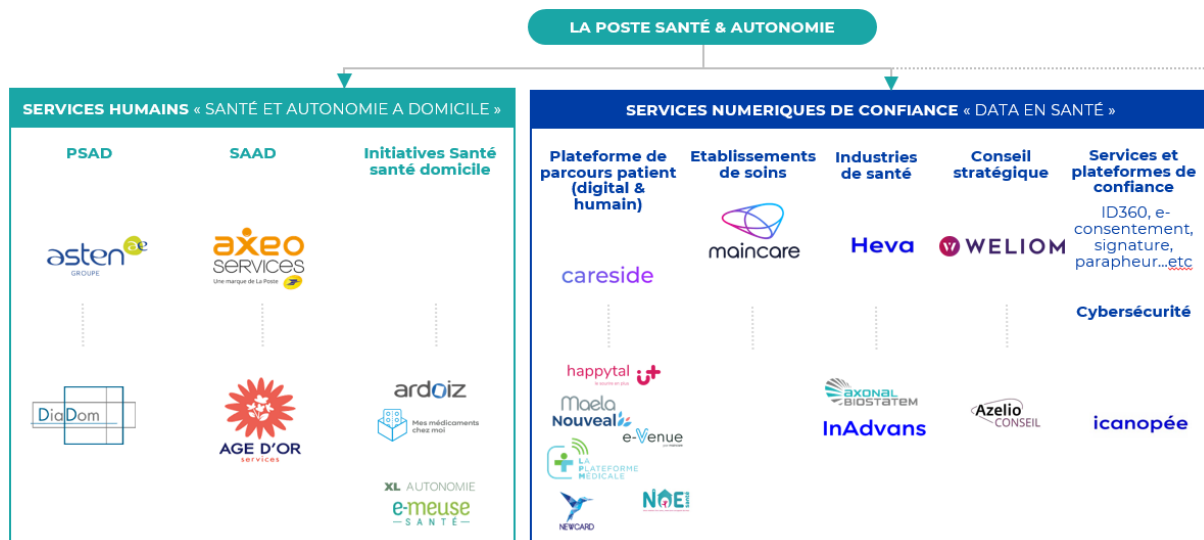 LA POSTE SANTÉ & AUTONOMIE
SERVICES HUMAINS « SANTÉ ET AUTONOMIE A DOMICILE »
PSAD
SAAD
Initiatives Santé
santé domicile
asten ae
GROUPE
axeo
SERVICES
Une marque de La Poste
DiaDom
AGE D'OR
services
ardoiz
Mes médicaments
chez moi
XL AUTONOMIE
e-meuse
SANTÉ
SERVICES NUMERIQUES DE CONFIANCE « DATA EN SANTÉ »
Plateforme de
parcours patient
(digital &
humain)
careside
happytal
Maela
Nouveal
e-Venue
LA
PLATEFORME
MÉDICALE
NEWCARD
NOE
santé
Etablissements
de soins
maincare
Industries
de santé
Heva
AXONAL
BIOSTATEM
InAdvans
Conseil
stratégique
WELIOM
Azelio
CONSEIL
Services et
plateformes de
confiance
ID360, e-
consentement,
signature,
parapheur...etc
Cybersécurité
icanopée